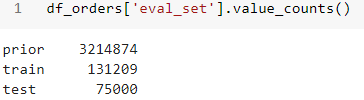 1 df_orders['eval_set'].value_counts()
prior 3214874
train 131209
test 75000